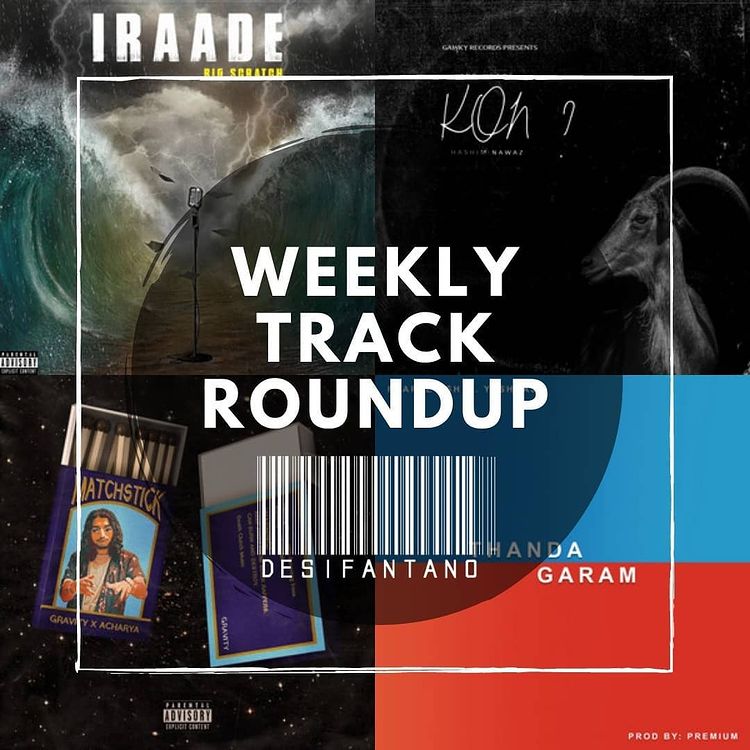 IRAADE
BIG SCRATCH
GAWKY RECORDS PRESENTS
KON ?
HASHIM NAWAZ
WEEKLY
TRACK
ROUNDUP
PARENTAL
ADVISORY
EXPLICIT CONTENT
DESIFANTANO
MATCHSTICK
GRAVITY X ACHARYA
GRAVITY
THANDA
GARAM
PARENTAL
ADVISORY
EXPLICIT CONTENT
PROD BY: PREMIUM